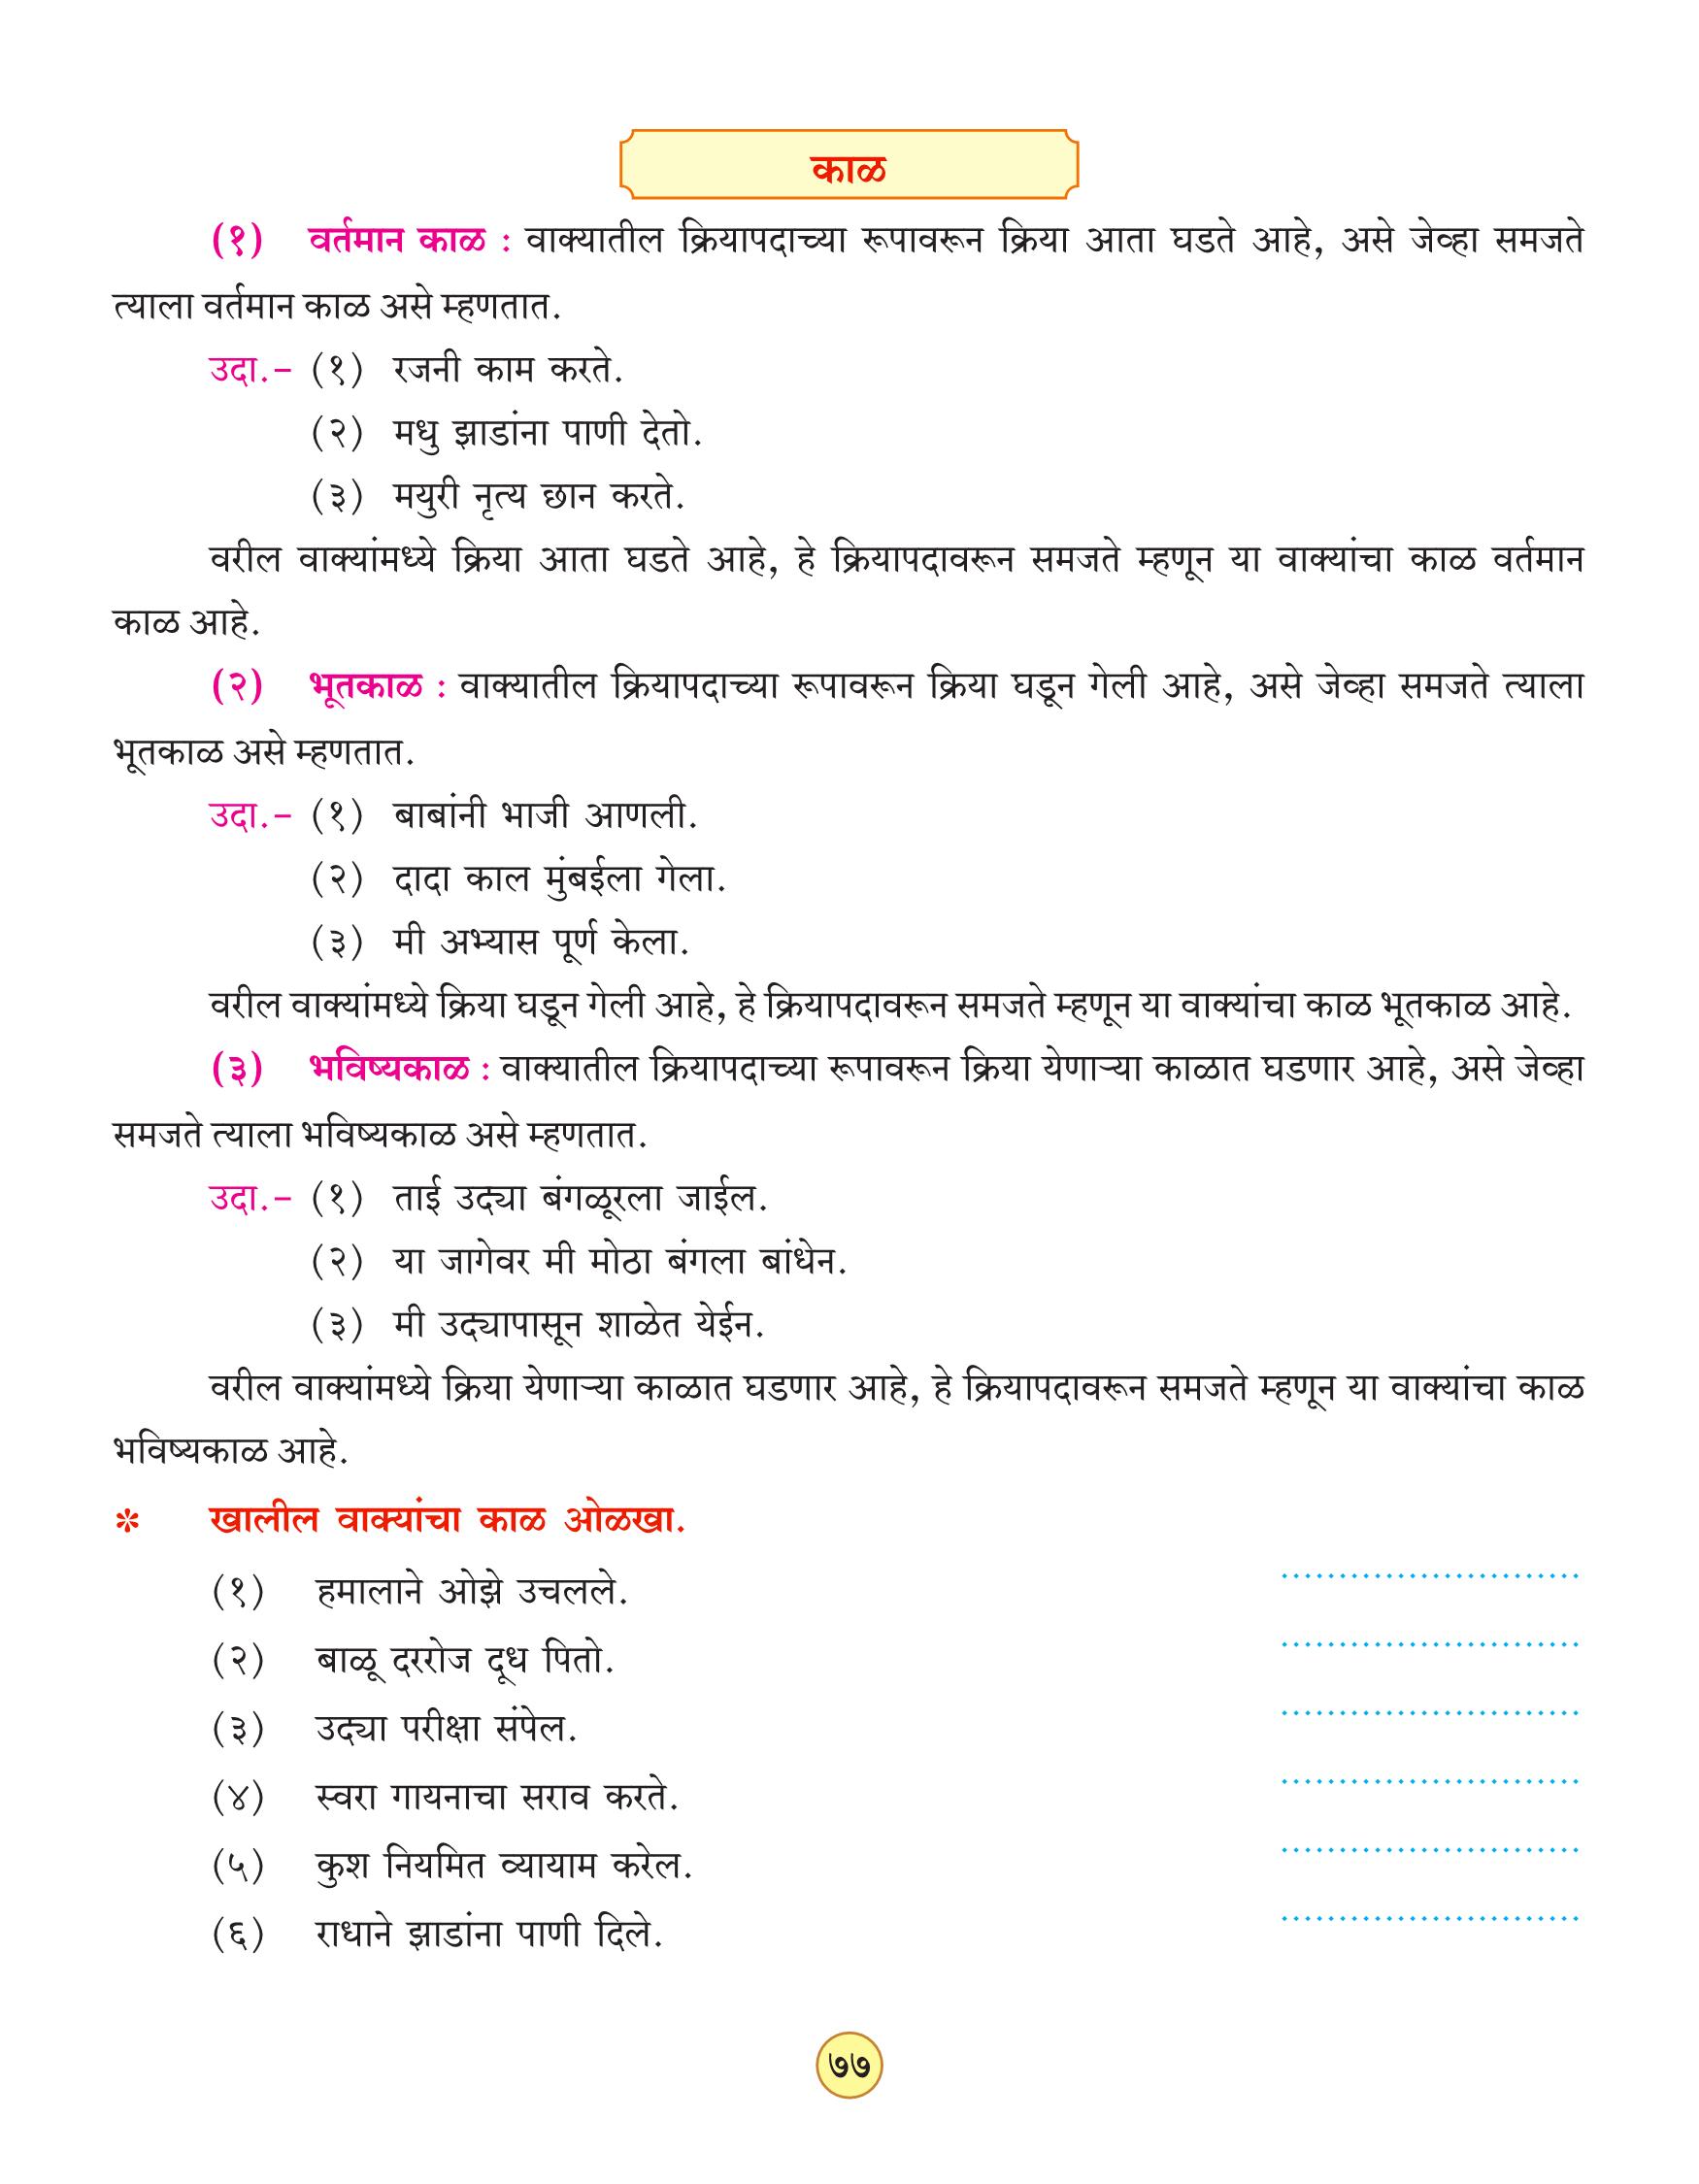 काळ
(१) वर्तमान काळ : वाक्यातील क्रियापदाच्या रूपावरून क्रिया आता घडते आहे, असे जेव्हा समजते
त्याला वर्तमान काळ असे म्हणतात.
उदा.– (१) रजनी काम करते.
(२) मधु झाडांना पाणी देतो.
(३) मयुरी नृत्य छान करते.
वरील वाक्यांमध्ये क्रिया आता घडते आहे, हे क्रियापदावरून समजते म्हणून या वाक्यांचा काळ वर्तमान
काळ आहे.
(२) भूतकाळ : वाक्यातील क्रियापदाच्या रूपावरून क्रिया घडून गेली आहे, असे जेव्हा समजते त्याला
भूतकाळ असे म्हणतात.
उदा.– (१) बाबांनी भाजी आणली.
(२) दादा काल मुंबईला गेला.
(३) मी अभ्यास पूर्ण केला.
वरील वाक्यांमध्ये क्रिया घडून गेली आहे, हे क्रियापदावरून समजते म्हणून या वाक्यांचा काळ भूतकाळ आहे.
(३) भविष्यकाळ : वाक्यातील क्रियापदाच्या रूपावरून क्रिया येणाऱ्या काळात घडणार आहे, असे जेव्हा
समजते त्याला भविष्यकाळ असे म्हणतात.
उदा.– (१) ताई उद्या बंगळूरला जाईल.
(२) या जागेवर मी मोठा बंगला बांधेन.
(३) मी उद्यापासून शाळेत येईन.
वरील वाक्यांमध्ये क्रिया येणाऱ्या काळात घडणार आहे, हे क्रियापदावरून समजते म्हणून या वाक्यांचा काळ
भविष्यकाळ आहे.
✽ खालील वाक्यांचा काळ ओळखा.
(१) हमालाने ओझे उचलले. ..........................
(२) बाळू दररोज दूध पितो. ..........................
(३) उद्या परीक्षा संपेल. ..........................
(४) स्वरा गायनाचा सराव करते. ..........................
(५) कुश नियमित व्यायाम करेल. ..........................
(६) राधाने झाडांना पाणी दिले. ..........................
७७